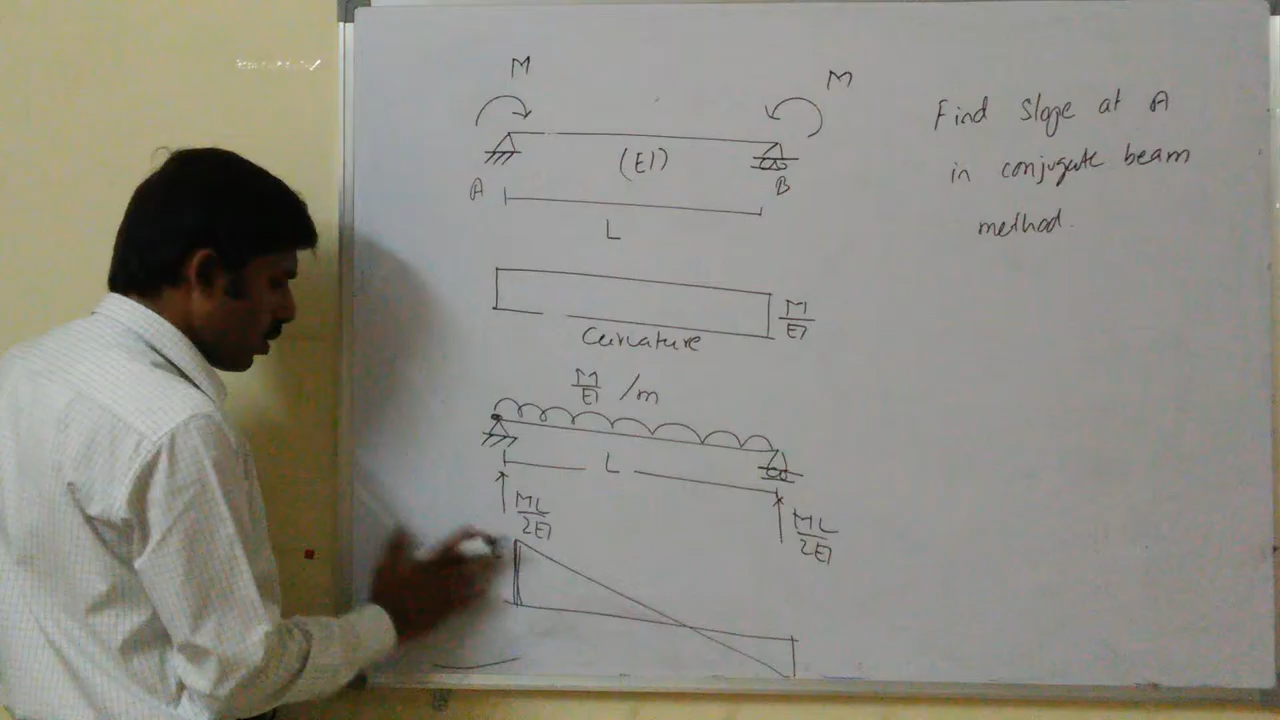 M
M
(EI)
A
B
L
Find Slope at A
in conjugate beam
method.
M
EI
Curvature
M
EI
/m
L
ML
2EI
ML
2EI